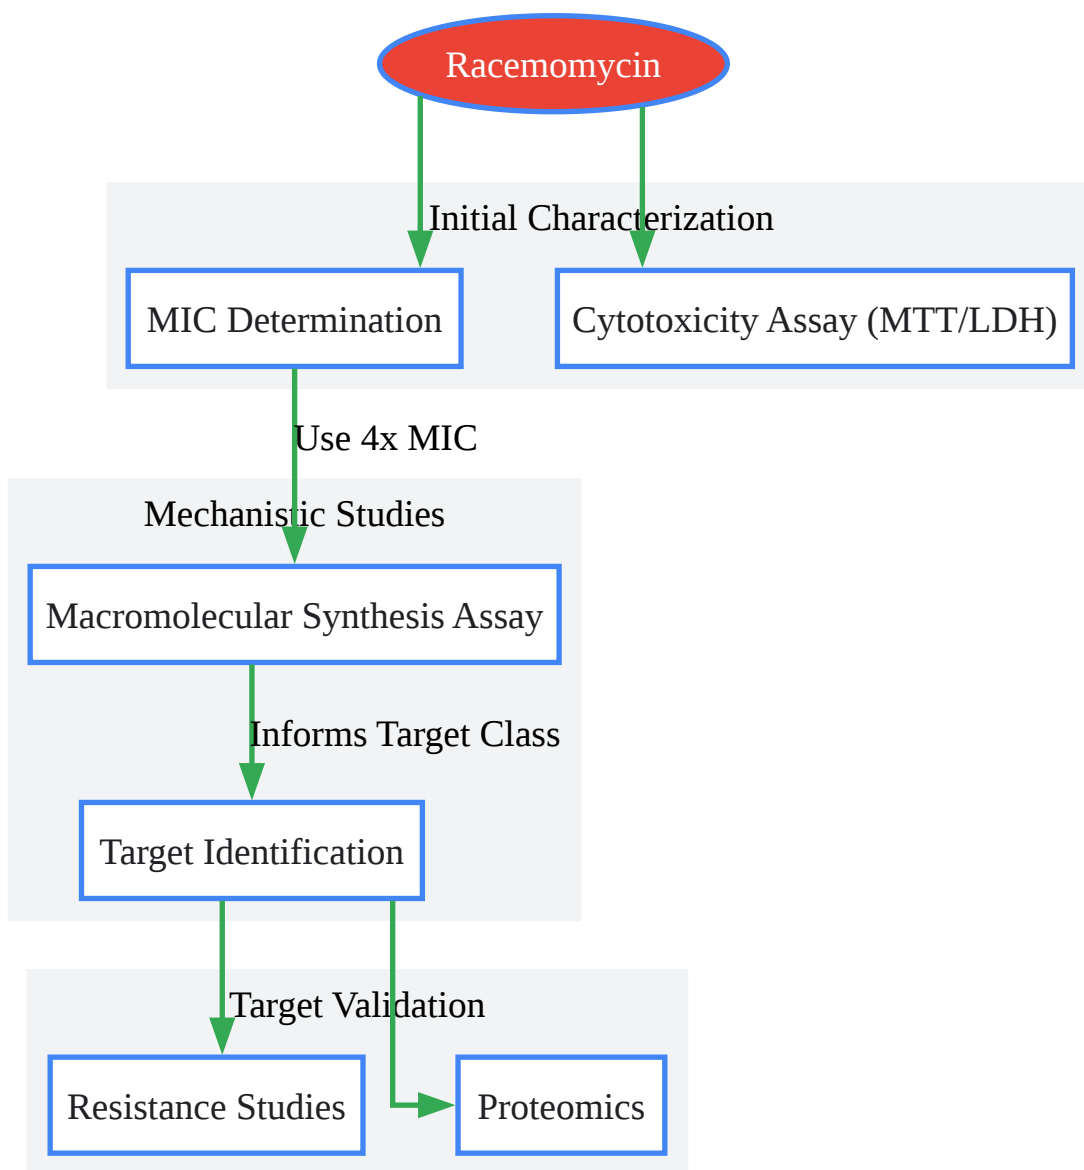 Racemomycin
Initial Characterization
MIC Determination
Cytotoxicity Assay (MTT/LDH)
Use 4x MIC
Mechanistic Studies
Macromolecular Synthesis Assay
Informs Target Class
Target Identification
Target Validation
Resistance Studies
Proteomics